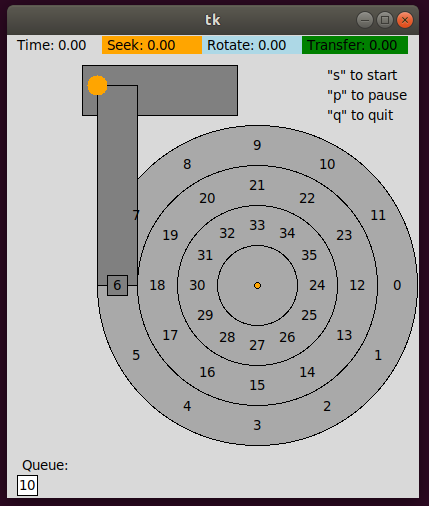 tk
Time: 0.00 Seek: 0.00 Rotate: 0.00 Transfer: 0.00
"s" to start
"p" to pause
"q" to quit
9
8 10
21
20 22
7 11
33
19 32 34 23
31 35
6 18 30 24 12 0
29 25
17 28 26 13
27
5 1
16 14
15
4 2
3
Queue:
10